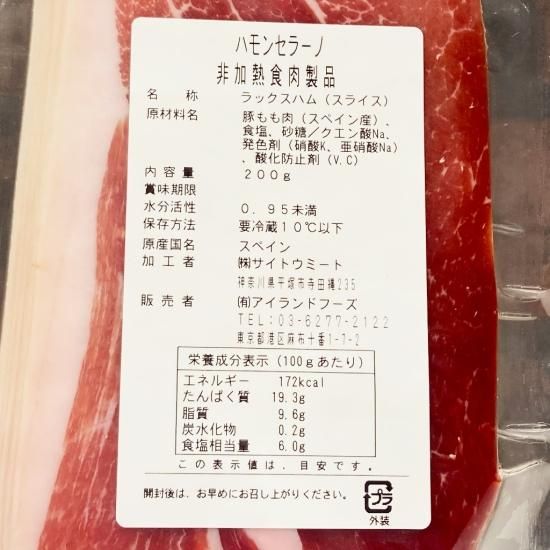 ハモンセラーノ
非加熱食肉製品
名称 ラックスハム（スライス）
原材料名 豚もも肉（スペイン産）、
食塩、砂糖／クエン酸Na、
発色剤（硝酸K、亜硝酸Na）
、酸化防止剤（V.C）
内容量 200g
賞味期限
水分活性 0.95未満
保存方法 要冷蔵10℃以下
原産国名 スペイン
加工者 ㈱サイトウミート
神奈川県平塚市寺田縄235
販売者 ㈲アイランドフーズ
TEL:03-6277-2122
東京都港区麻布十番1-7-2
栄養成分表示（100gあたり）
エネルギー 172kcal
たんぱく質 19.3g
脂質 9.6g
炭水化物 0.2g
食塩相当量 6.0g
この表示値は、目安です。
開封後は、お早めにお召し上がりください。
プラ
外装